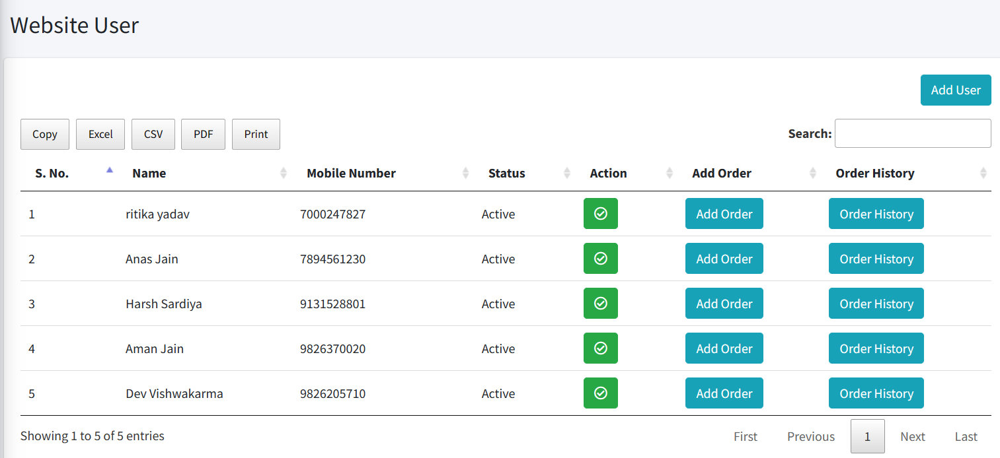 Website User
Add User
Copy Excel CSV PDF Print Search:
S. No. Name Mobile Number Status Action Add Order Order History
1 ritika yadav 7000247827 Active Add Order Order History
2 Anas Jain 7894561230 Active Add Order Order History
3 Harsh Sardiya 9131528801 Active Add Order Order History
4 Aman Jain 9826370020 Active Add Order Order History
5 Dev Vishwakarma 9826205710 Active Add Order Order History
Showing 1 to 5 of 5 entries First Previous 1 Next Last